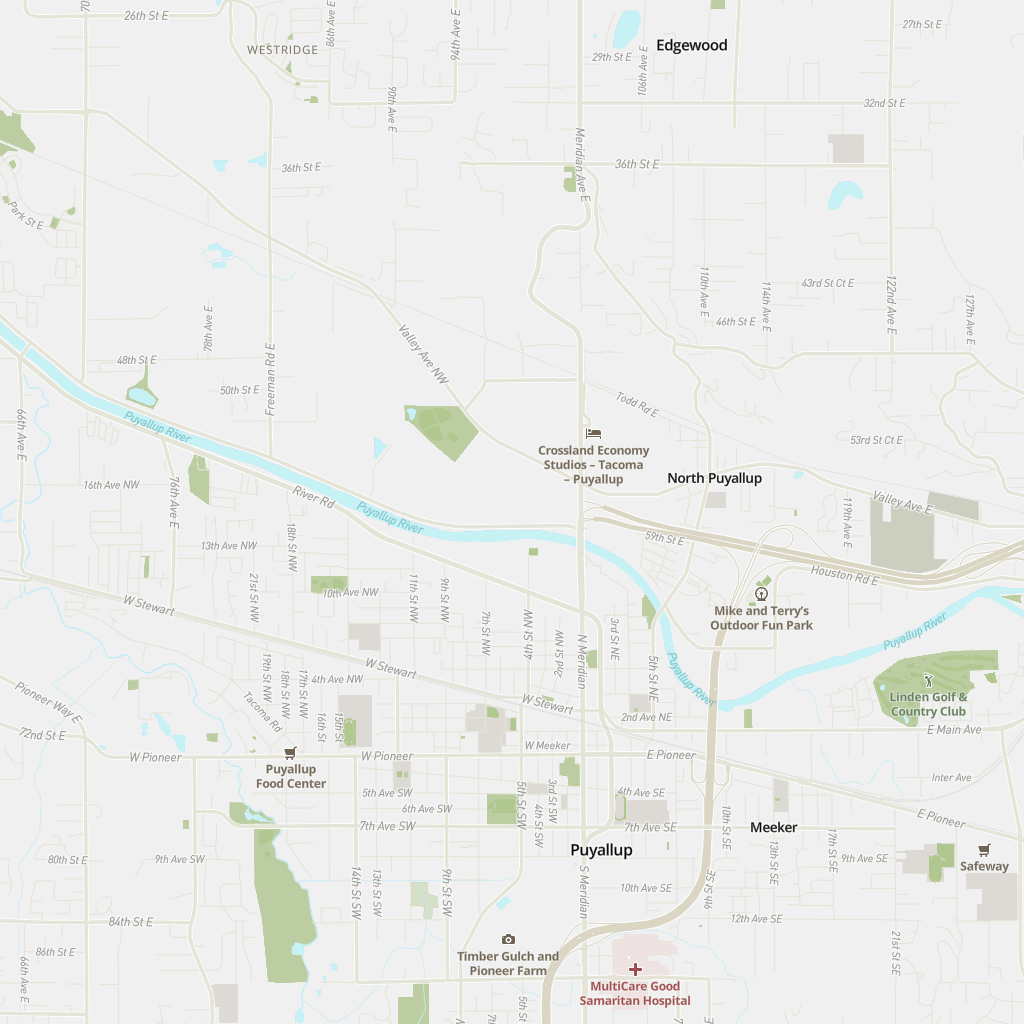 26th St E
70
86th Ave E
94th Ave E
27th St E
Edgewood
WESTRIDGE
29th St E
106th Ave E
90th Ave E
32nd St E
Meridian Ave E
36th St E
36th St E
Park St E
110th Ave E
114th Ave E
43rd St Ct E
122nd Ave E
127th Ave E
78th Ave E
46th St E
Valley Ave NW
48th St E
Freeman Rd E
50th St E
Todd Rd E
66th Ave E
Puyallup River
53rd St Ct E
Crossland Economy
Studios – Tacoma
– Puyallup
North Puyallup
16th Ave NW
76th Ave E
River Rd
Puyallup River
Valley Ave E
119th Ave E
18th St NW
13th Ave NW
59th St E
Houston Rd E
21st St NW
10th Ave NW
11th St NW
9th St NW
W Stewart
7th St NW
4th St NW
2nd St NW
N Meridian
3rd St NE
Mike and Terry's
Outdoor Fun Park
Puyallup River
W Stewart
19th St NW
18th St NW
17th St NW
4th Ave NW
5th St NE
Puyallup River
Pioneer Way E
Tacoma Rd
16th St
15th St
W Stewart
2nd Ave NE
Linden Golf &
Country Club
72nd St E
W Pioneer
W Pioneer
W Meeker
E Pioneer
E Main Ave
Puyallup
Food Center
Inter Ave
5th Ave SW
5th St SW
3rd St SW
4th St SW
4th Ave SE
6th Ave SW
7th Ave SW
7th Ave SE
10th St SE
Meeker
E Pioneer
80th St E
9th Ave SW
Puyallup
13th St SE
17th St SE
9th Ave SE
Safeway
14th St SW
13th St SW
9th St SW
S Meridian
10th Ave SE
SR 512
84th St E
12th Ave SE
86th St E
66th Ave E
21st St SE
Timber Gulch and
Pioneer Farm
MultiCare Good
Samaritan Hospital
W
7th
5th St
7th